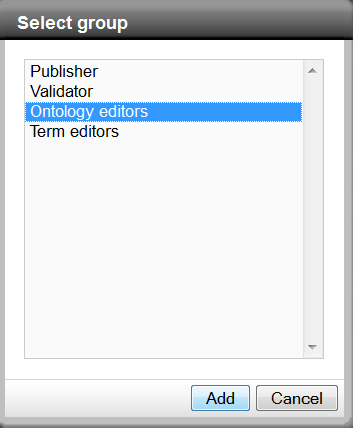 Select group
Publisher
Validator
Ontology editors
Term editors
Add Cancel